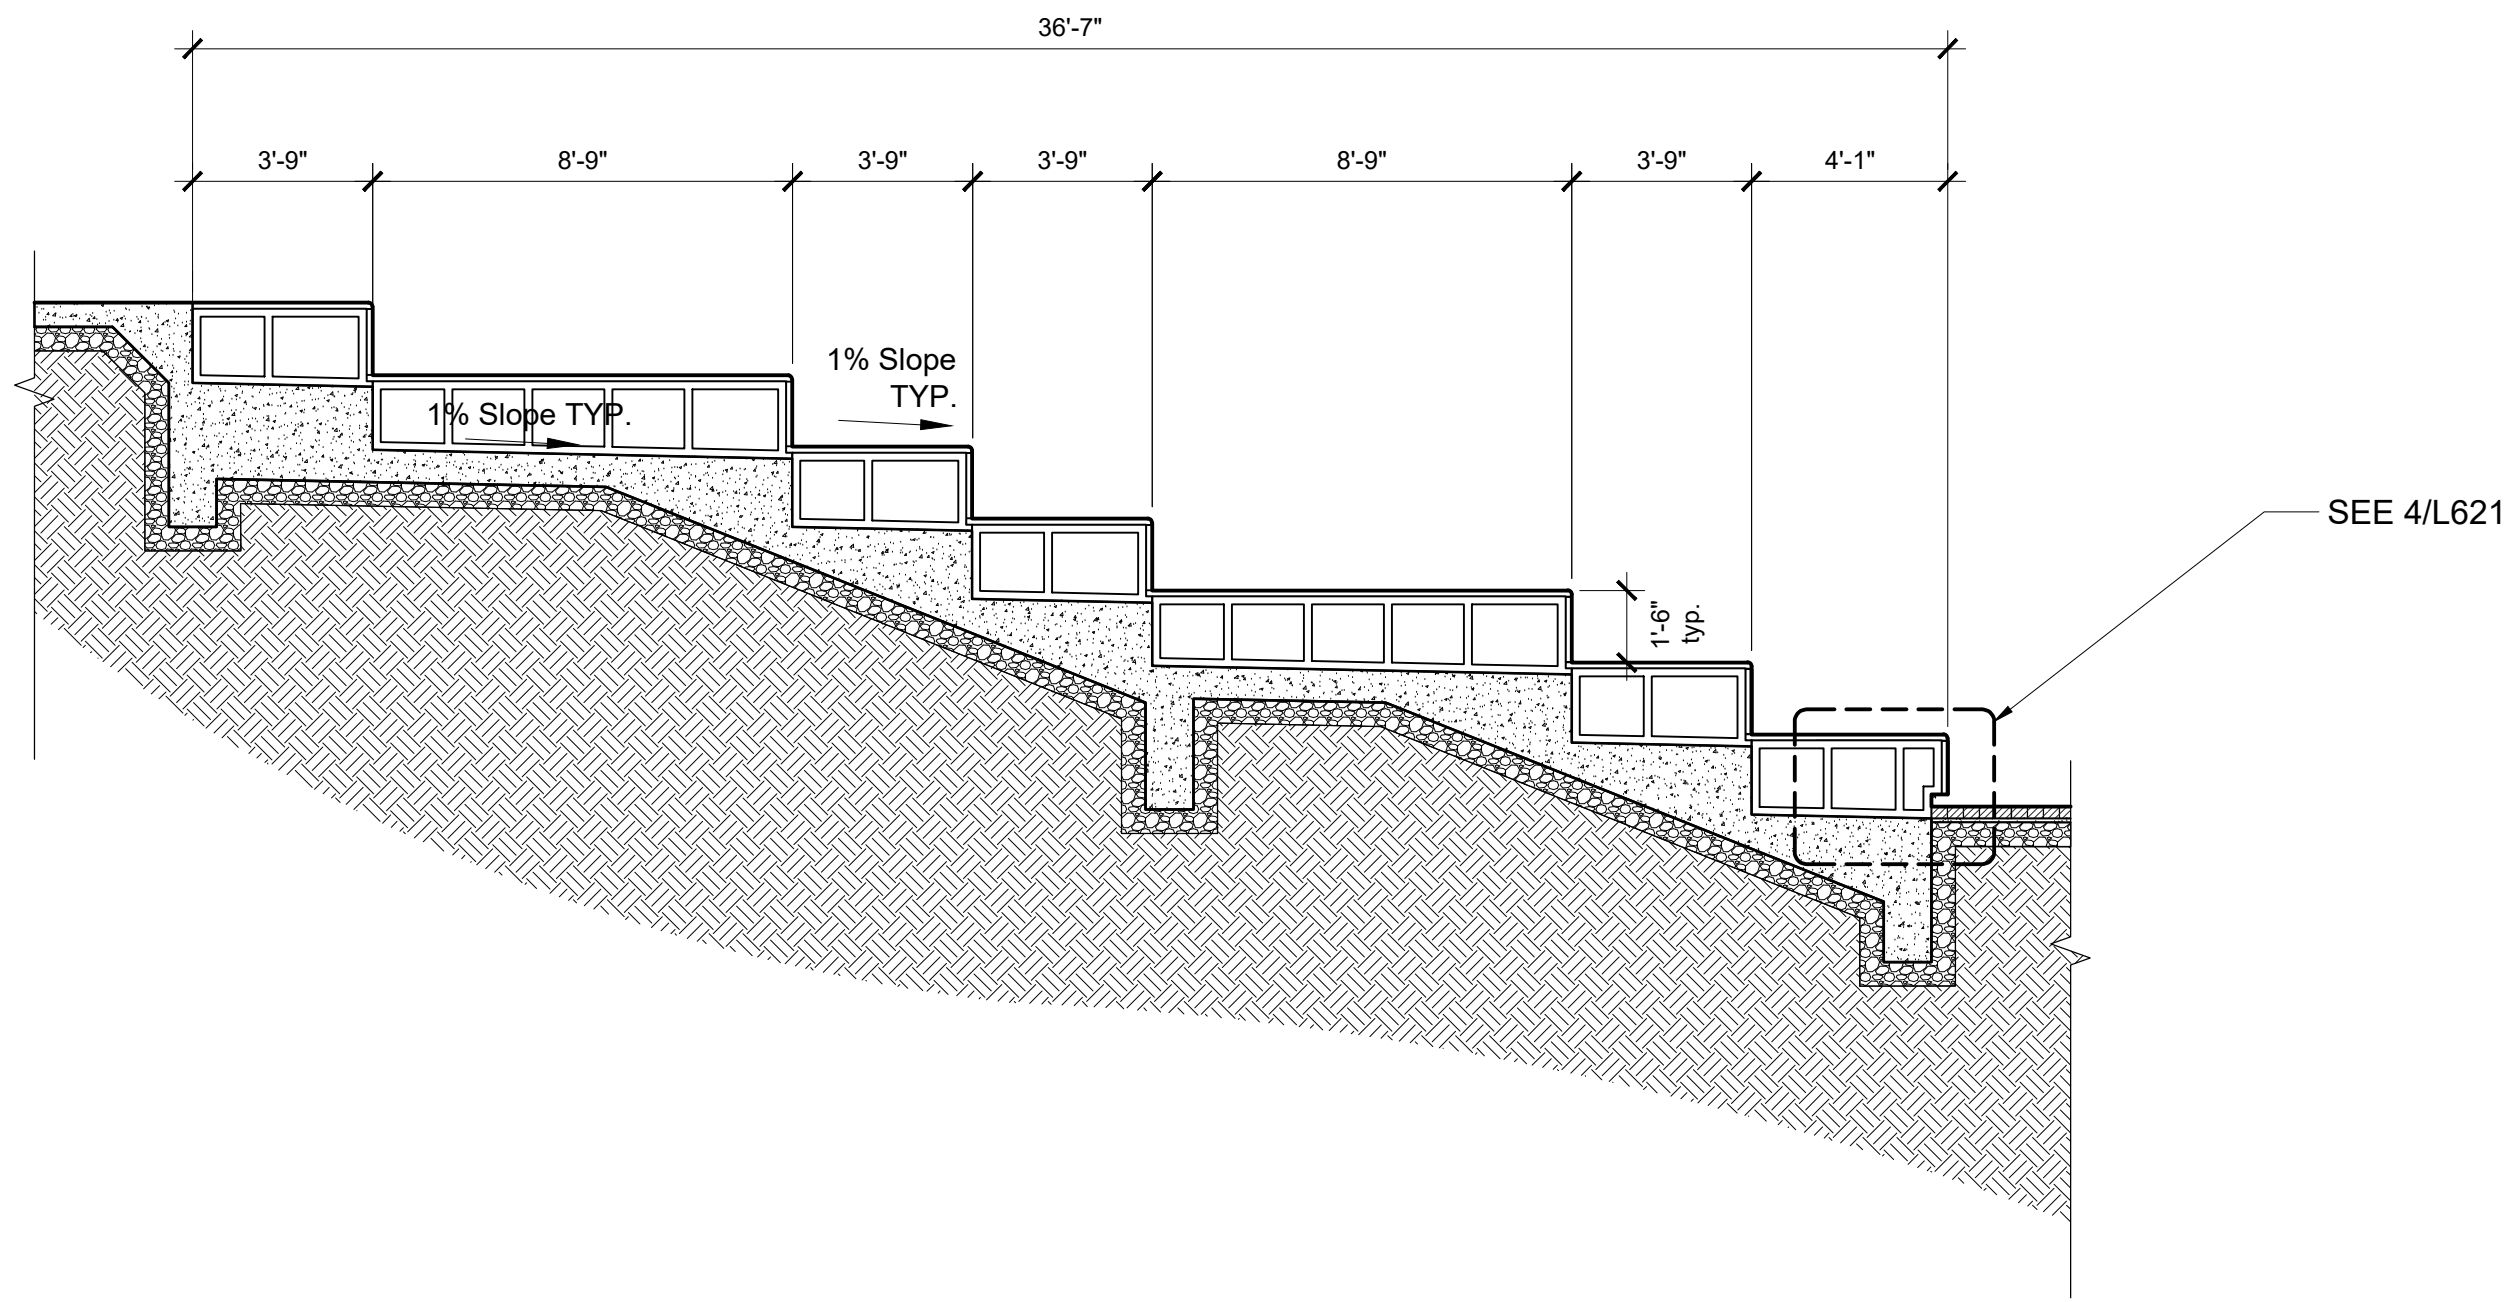 36'-7"
3'-9"
8'-9"
3'-9"
3'-9"
8'-9"
3'-9"
4'-1"
1% Slope
TYP.
1% Slope TYP.
SEE 4/L621
1'-6"
typ.